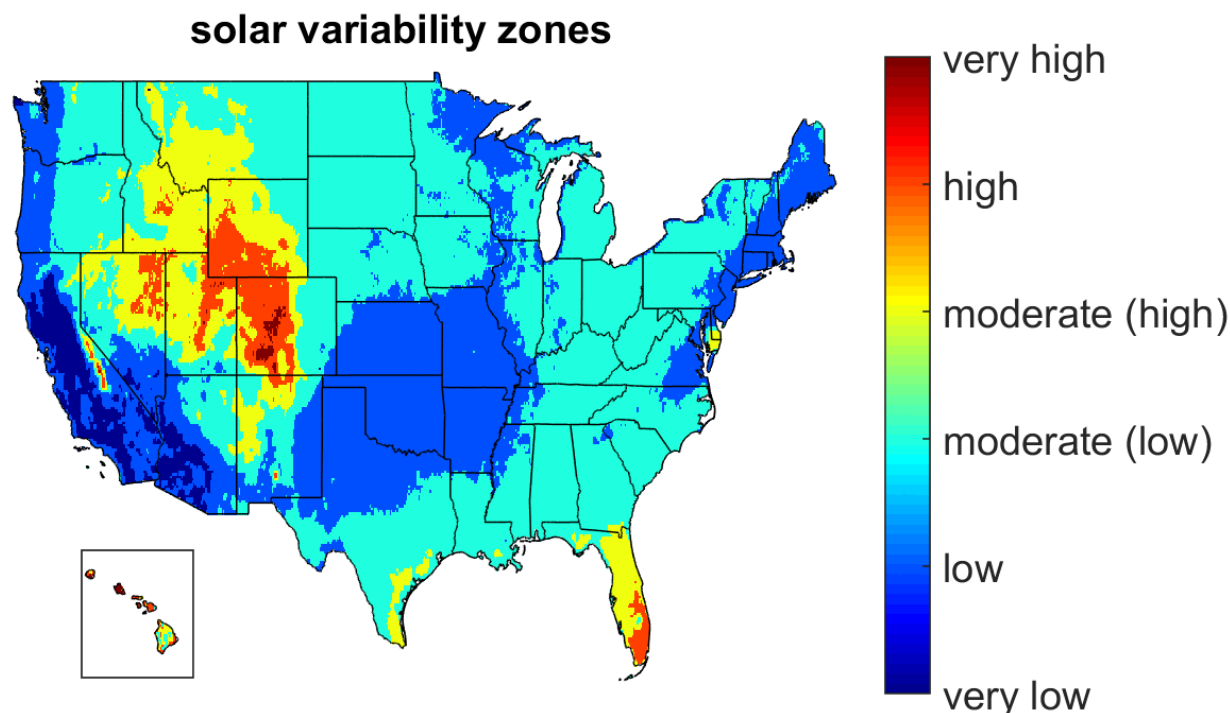 solar variability zones
very high
high
moderate (high)
moderate (low)
low
very low